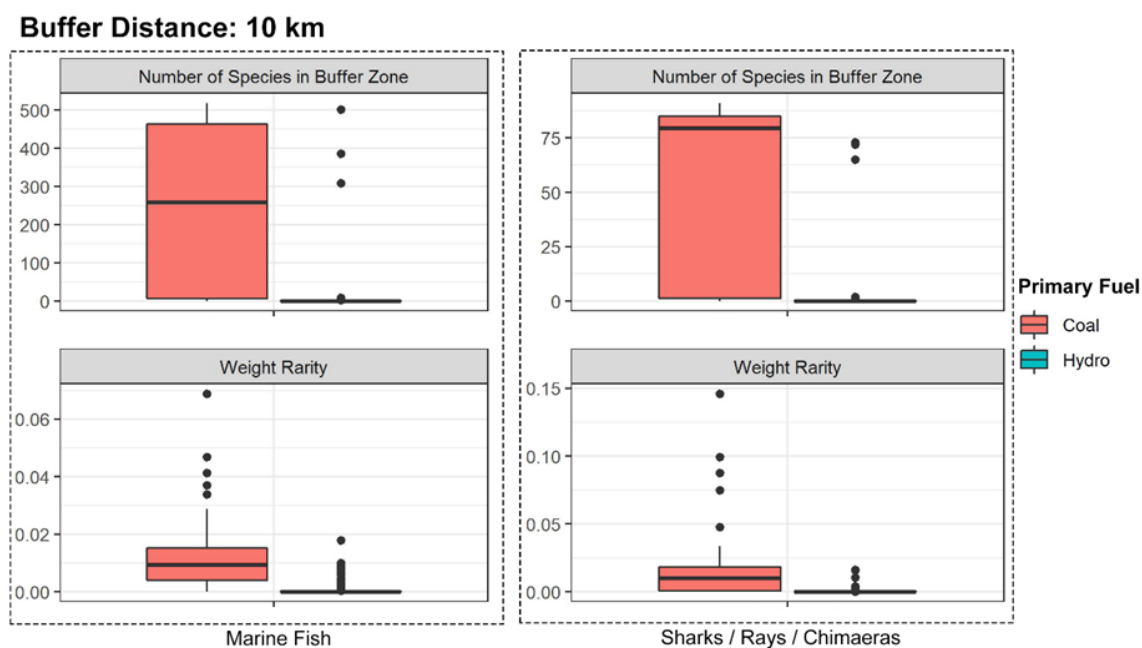 Buffer Distance: 10 km
Number of Species in Buffer Zone
500
400
300
200
100
0
Number of Species in Buffer Zone
75
50
25
0
Weight Rarity
0.06
0.04
0.02
0.00
Marine Fish
Weight Rarity
0.15
0.10
0.05
0.00
Sharks / Rays / Chimaeras
Primary Fuel
Coal
Hydro